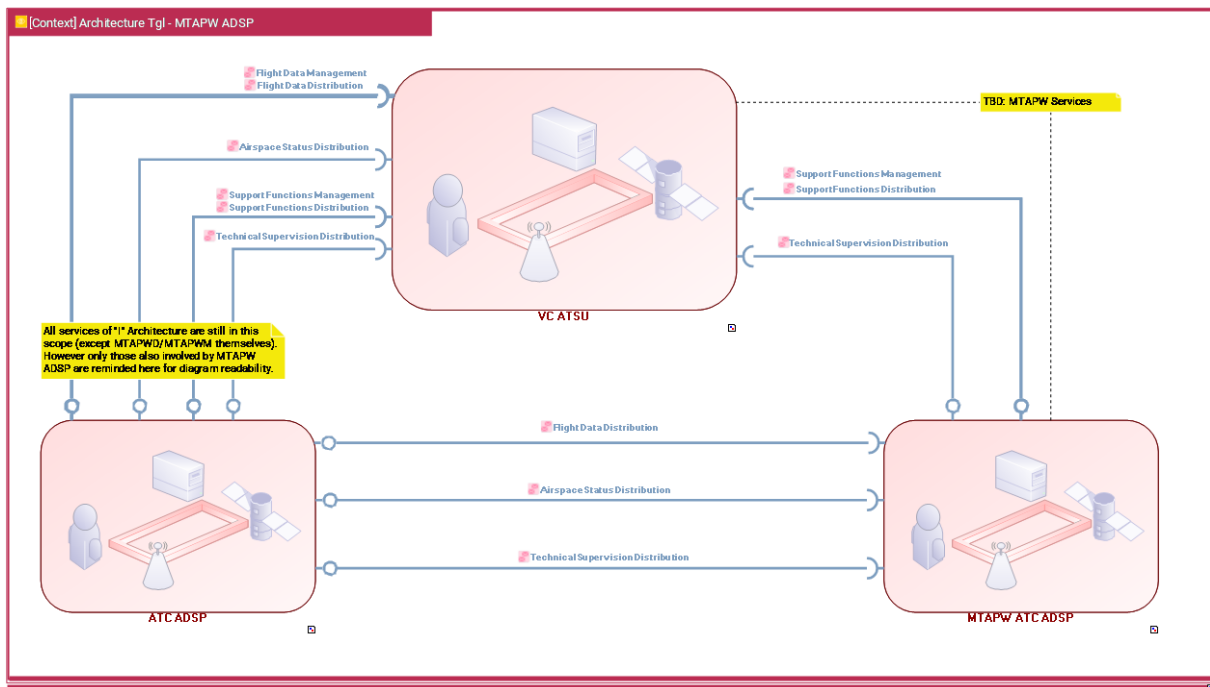 [Context] Architecture Tgl - MTAPW ADSP
Flight Data Management
Flight Data Distribution
TBD: MTAPW Services
Airspace Status Distribution
Support Functions Management
Support Functions Distribution
Support Functions Management
Support Functions Distribution
Technical Supervision Distribution
Technical Supervision Distribution
VC ATSU
All services of "I" Architecture are still in this
scope (except MTAPWD/MTAPWM themselves).
However only those also involved by MTAPW
ADSP are reminded here for diagram readability.
Flight Data Distribution
Airspace Status Distribution
Technical Supervision Distribution
ATC ADSP
MTAPW ATC ADSP